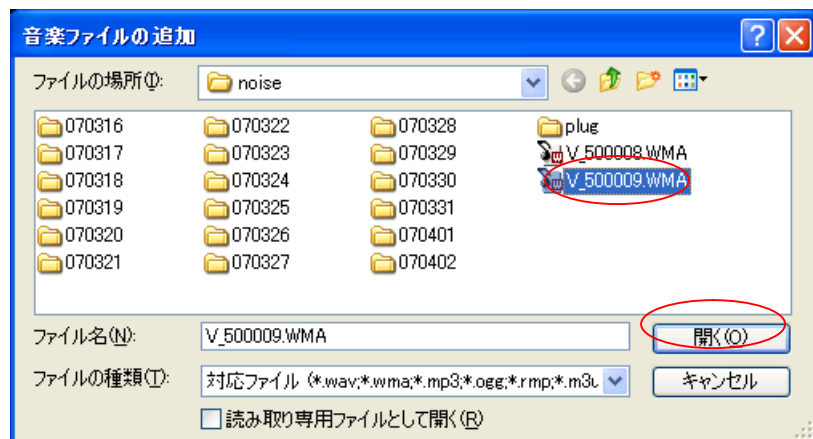 音楽ファイルの追加
ファイルの場所(I):
noise
070316
070317
070318
070319
070320
070321
070322
070323
070324
070325
070326
070327
070328
070329
070330
070331
070401
070402
plug
V_500008.WMA
V_500009.WMA
ファイル名(N):
V_500009.WMA
開く(O)
ファイルの種類(T):
対応ファイル (*.wav;*.wma;*.mp3;*.ogg;*.rmp;*.m3u
キャンセル
読み取り専用ファイルとして開く(R)